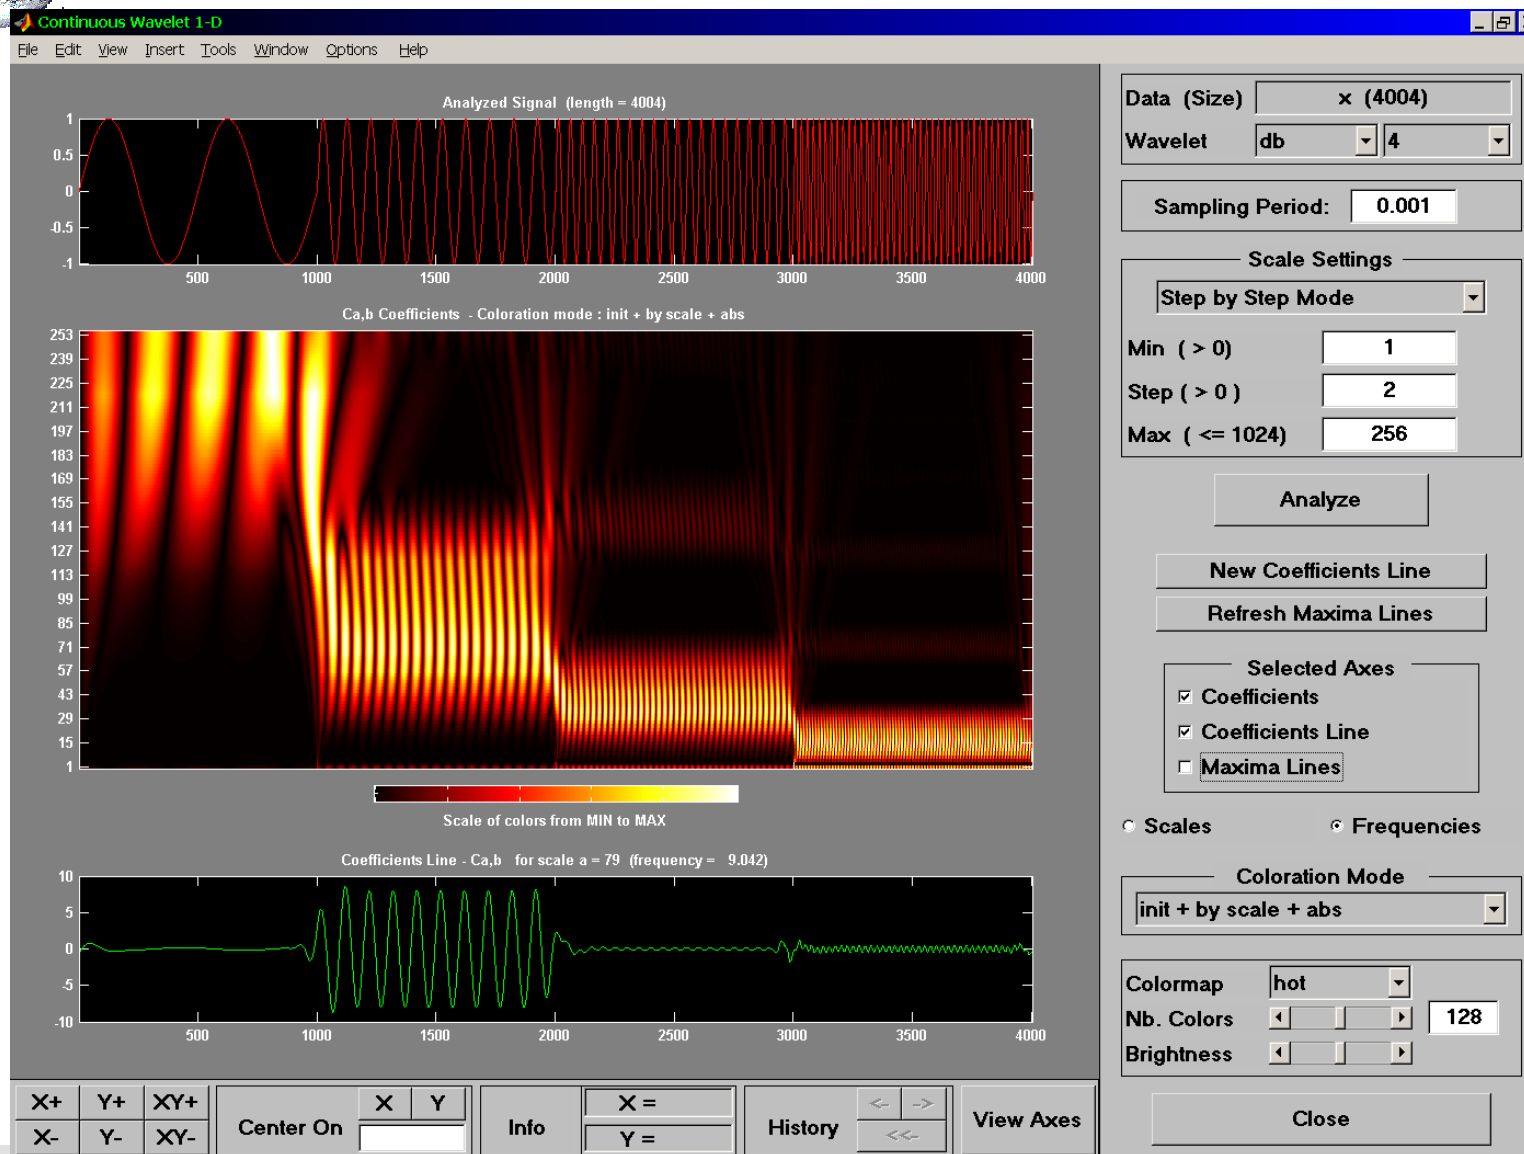 Continuous Wavelet 1-D
File Edit View Insert Tools Window Options Help
Analyzed Signal (length = 4004)
1
0.5
0
-0.5
-1
500 1000 1500 2000 2500 3000 3500 4000
Ca,b Coefficients - Coloration mode : init + by scale + abs
253
239
225
211
197
183
169
155
141
127
113
99
85
71
57
43
29
15
1
Scale of colors from MIN to MAX
Coefficients Line - Ca,b for scale a = 79 (frequency = 9.042)
10
5
0
-5
-10
500 1000 1500 2000 2500 3000 3500 4000
Data (Size) x (4004)
Wavelet db 4
Sampling Period: 0.001
Scale Settings
Step by Step Mode
Min ( > 0) 1
Step ( > 0 ) 2
Max ( <= 1024) 256
Analyze
New Coefficients Line
Refresh Maxima Lines
Selected Axes
Coefficients
Coefficients Line
Maxima Lines
Scales Frequencies
Coloration Mode
init + by scale + abs
Colormap hot
Nb. Colors 128
Brightness
X+ Y+ XY+
X- Y- XY-
Center On X Y
Info X =
Y =
History <- ->
<<-
View Axes
Close